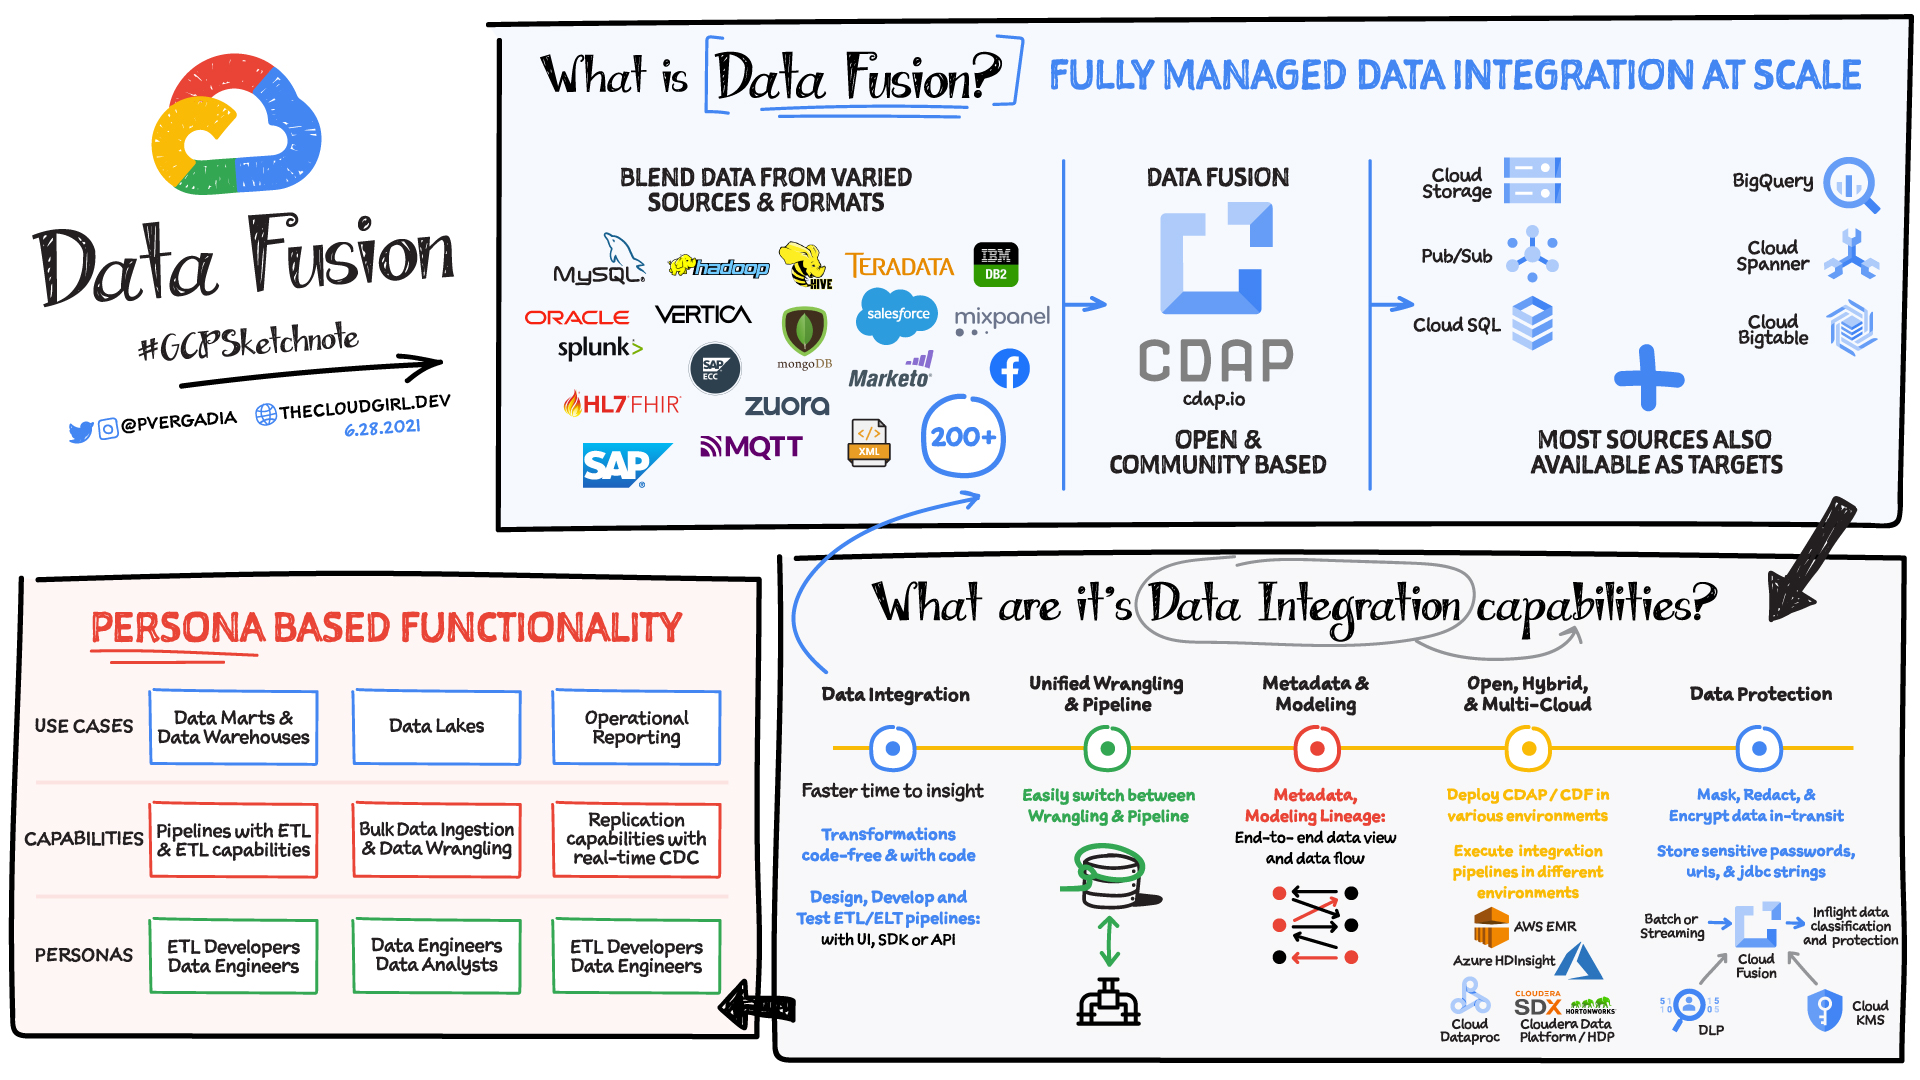 Data Fusion
#GCPSketchnote
@PVERGADIA
THECLOUDGIRL.DEV
6.28.2021
What is Data Fusion?
FULLY MANAGED DATA INTEGRATION AT SCALE
BLEND DATA FROM VARIED
SOURCES & FORMATS
MySQL®
hadoop
HIVE
TERADATA
IBM
DB2
ORACLE
VERTICA
mongoDB
salesforce
mixpanel
splunk>
SAP
ECC
Marketo
HL7 FHIR
zuora
SAP®
MQTT
</>
XML
200+
DATA FUSION
CDAP
cdap.io
OPEN &
COMMUNITY BASED
Cloud
Storage
BigQuery
Pub/Sub
Cloud
Spanner
Cloud SQL
Cloud
Bigtable
MOST SOURCES ALSO
AVAILABLE AS TARGETS
What are it's Data Integration capabilities?
Data Integration
Faster time to insight
Transformations
code-free & with code
Design, Develop and
Test ETL/ELT pipelines:
with UI, SDK or API
Unified Wrangling
& Pipeline
Easily switch between
Wrangling & Pipeline
Metadata &
Modeling
Metadata,
Modeling Lineage:
End-to- end data view
and data flow
Open, Hybrid,
& Multi-Cloud
Deploy CDAP / CDF in
various environments
Execute integration
pipelines in different
environments
AWS EMR
Azure HDInsight
Cloud
Dataproc
CLOUDERA
SDX
HORTONWORKS
Cloudera Data
Platform / HDP
Data Protection
Mask, Redact, &
Encrypt data in-transit
Store sensitive passwords,
urls, & jdbc strings
Batch or
Streaming
Cloud
Fusion
Inflight data
classification
and protection
DLP
Cloud
KMS
PERSONA BASED FUNCTIONALITY
USE CASES
Data Marts &
Data Warehouses
Data Lakes
Operational
Reporting
CAPABILITIES
Pipelines with ETL
& ETL capabilities
Bulk Data Ingestion
& Data Wrangling
Replication
capabilities with
real-time CDC
PERSONAS
ETL Developers
Data Engineers
Data Engineers
Data Analysts
ETL Developers
Data Engineers